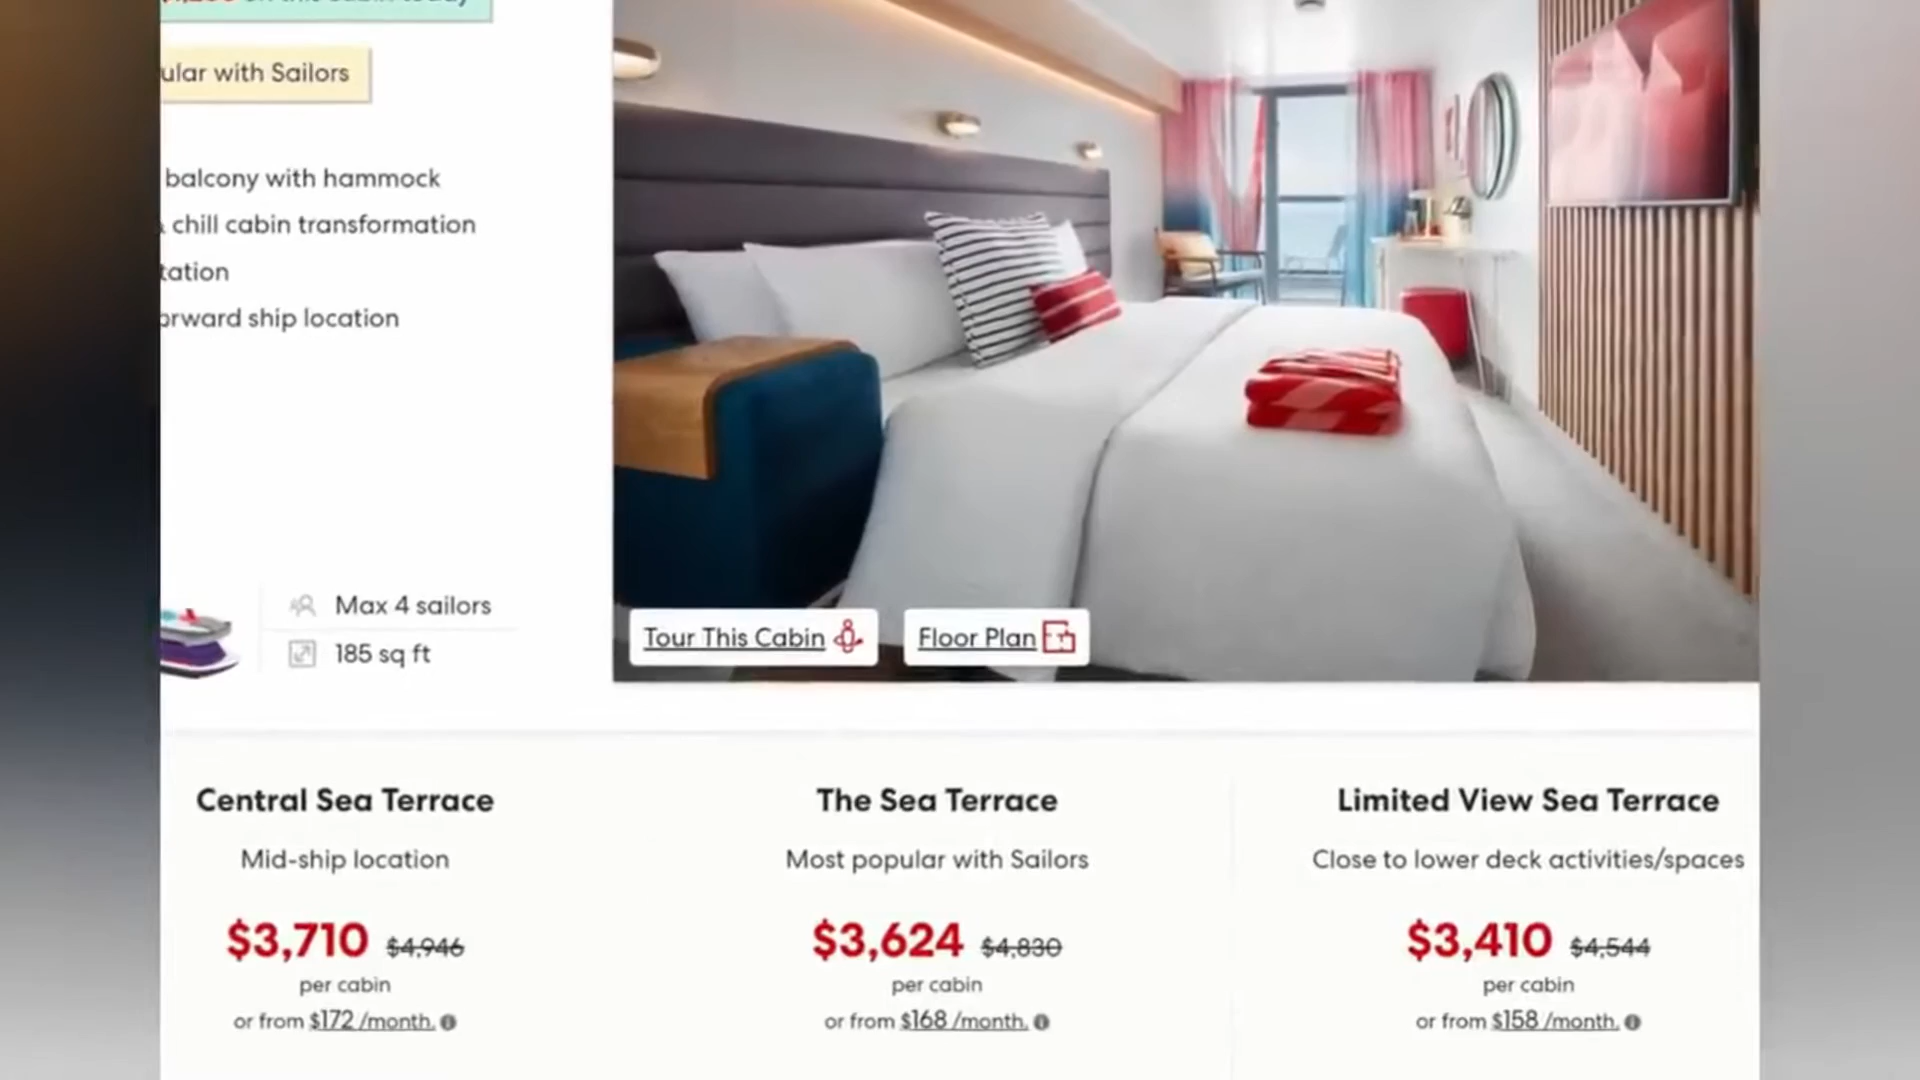 on this cabin today
ular with Sailors
balcony with hammock
chill cabin transformation
tation
orward ship location
Max 4 sailors
185 sq ft
Tour This Cabin
Floor Plan
Central Sea Terrace
Mid-ship location
$3,710 $4,946
per cabin
or from $172 /month.
The Sea Terrace
Most popular with Sailors
$3,624 $4,830
per cabin
or from $168 /month.
Limited View Sea Terrace
Close to lower deck activities/spaces
$3,410 $4,544
per cabin
or from $158 /month.